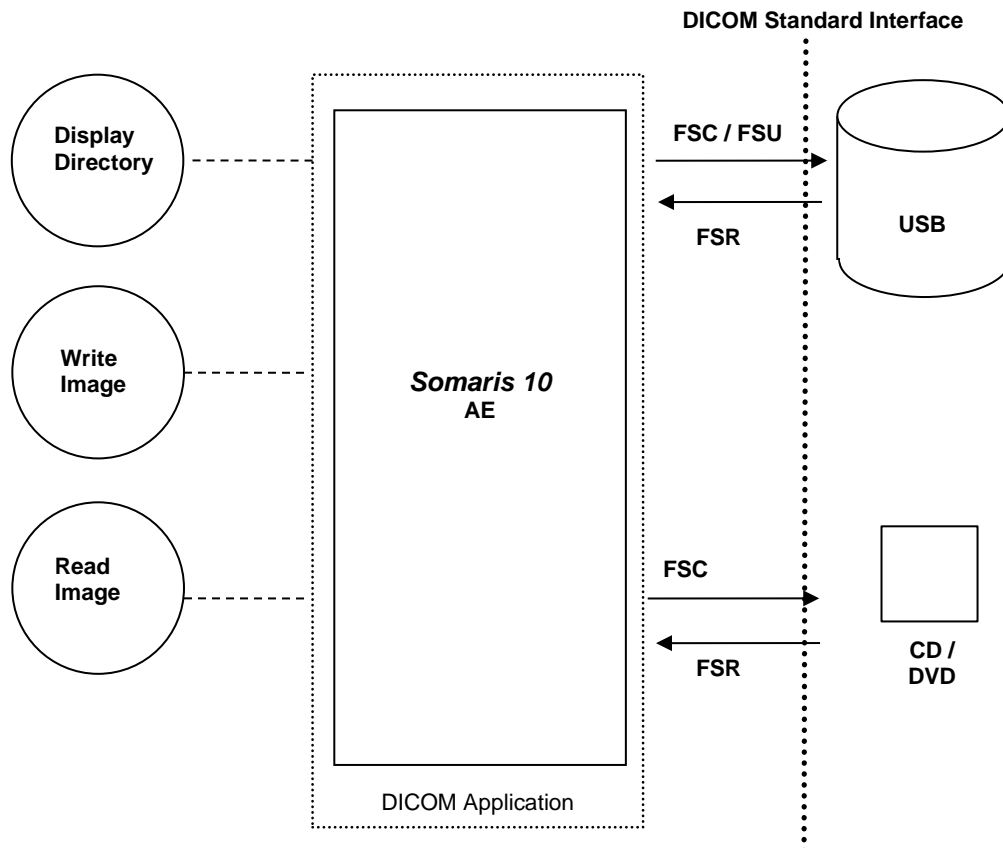 DICOM Standard Interface
Display
Directory
FSC / FSU
FSR
USB
Write
Image
Somaris 10
AE
Read
Image
FSC
FSR
CD /
DVD
DICOM Application